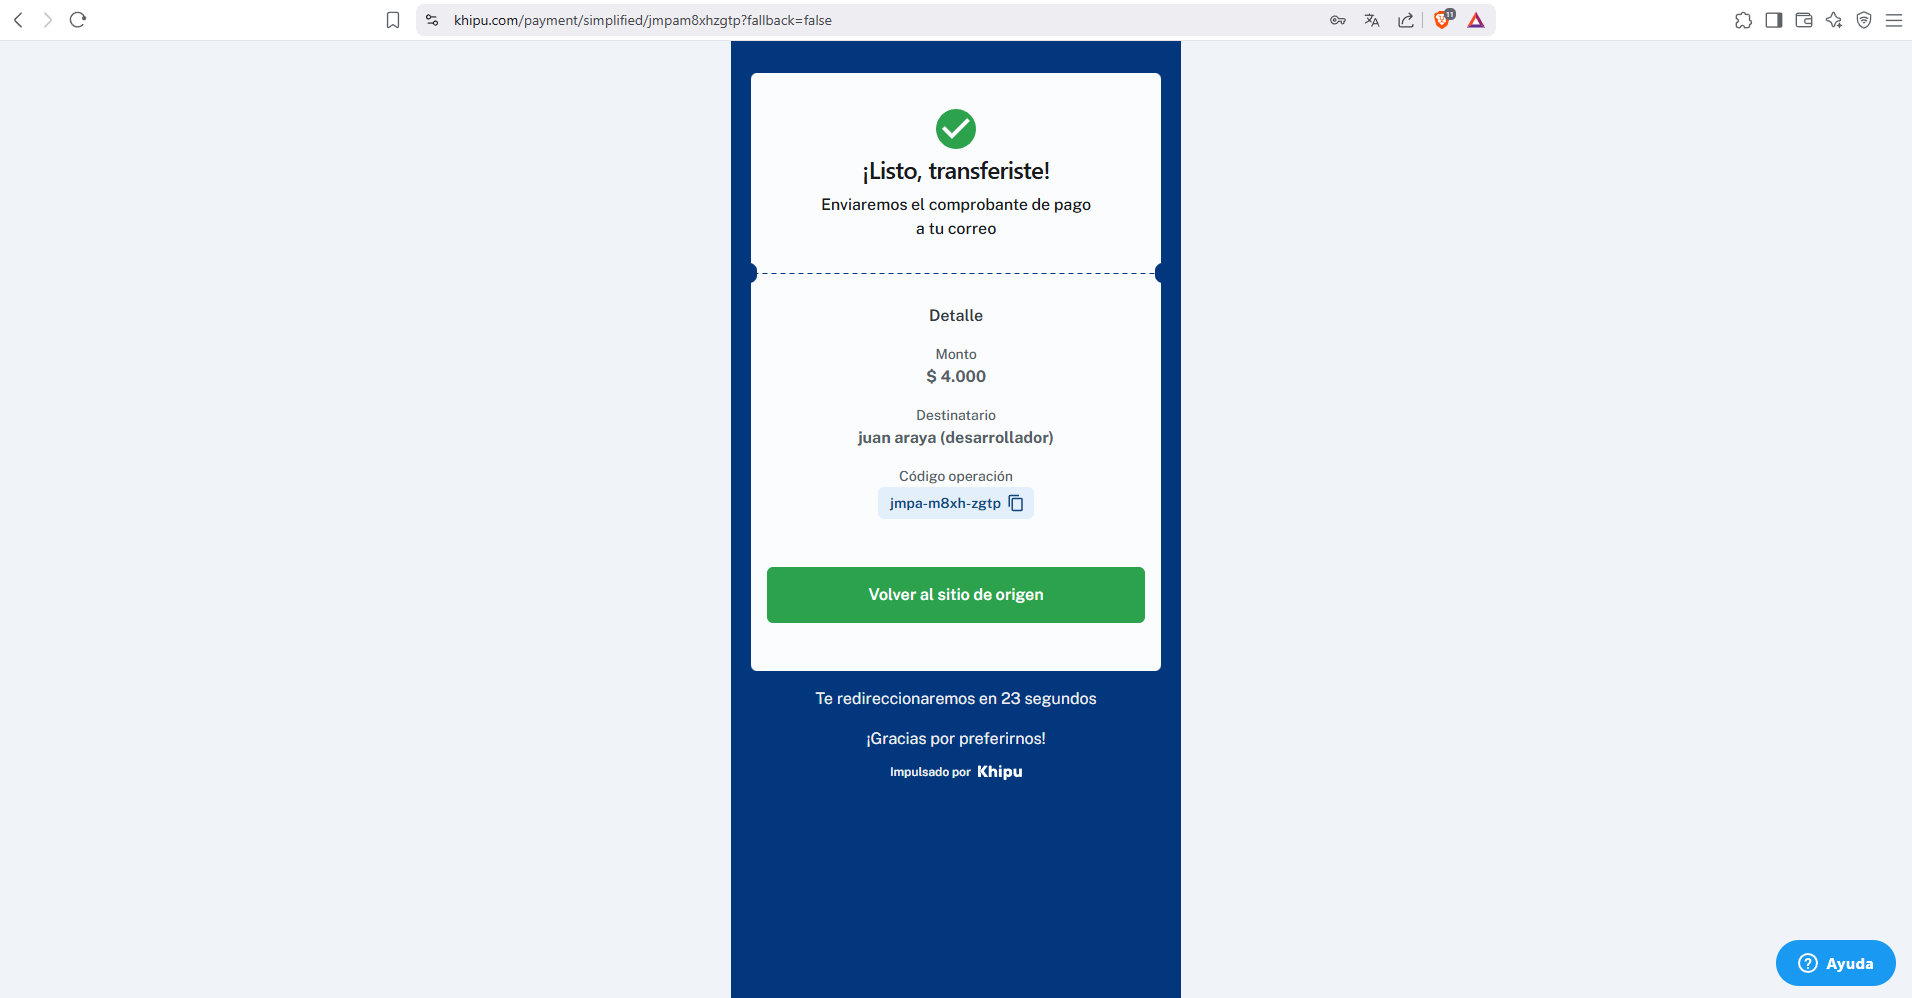 khipu.com/payment/simplified/jmpam8xhzgtp?fallback=false
11
¡Listo, transferiste!
Enviaremos el comprobante de pago
a tu correo
Detalle
Monto
$ 4.000
Destinatario
juan araya (desarrollador)
Código operación
jmpa-m8xh-zgtp
Volver al sitio de origen
Te redireccionaremos en 23 segundos
¡Gracias por preferirnos!
Impulsado por Khipu
Ayuda